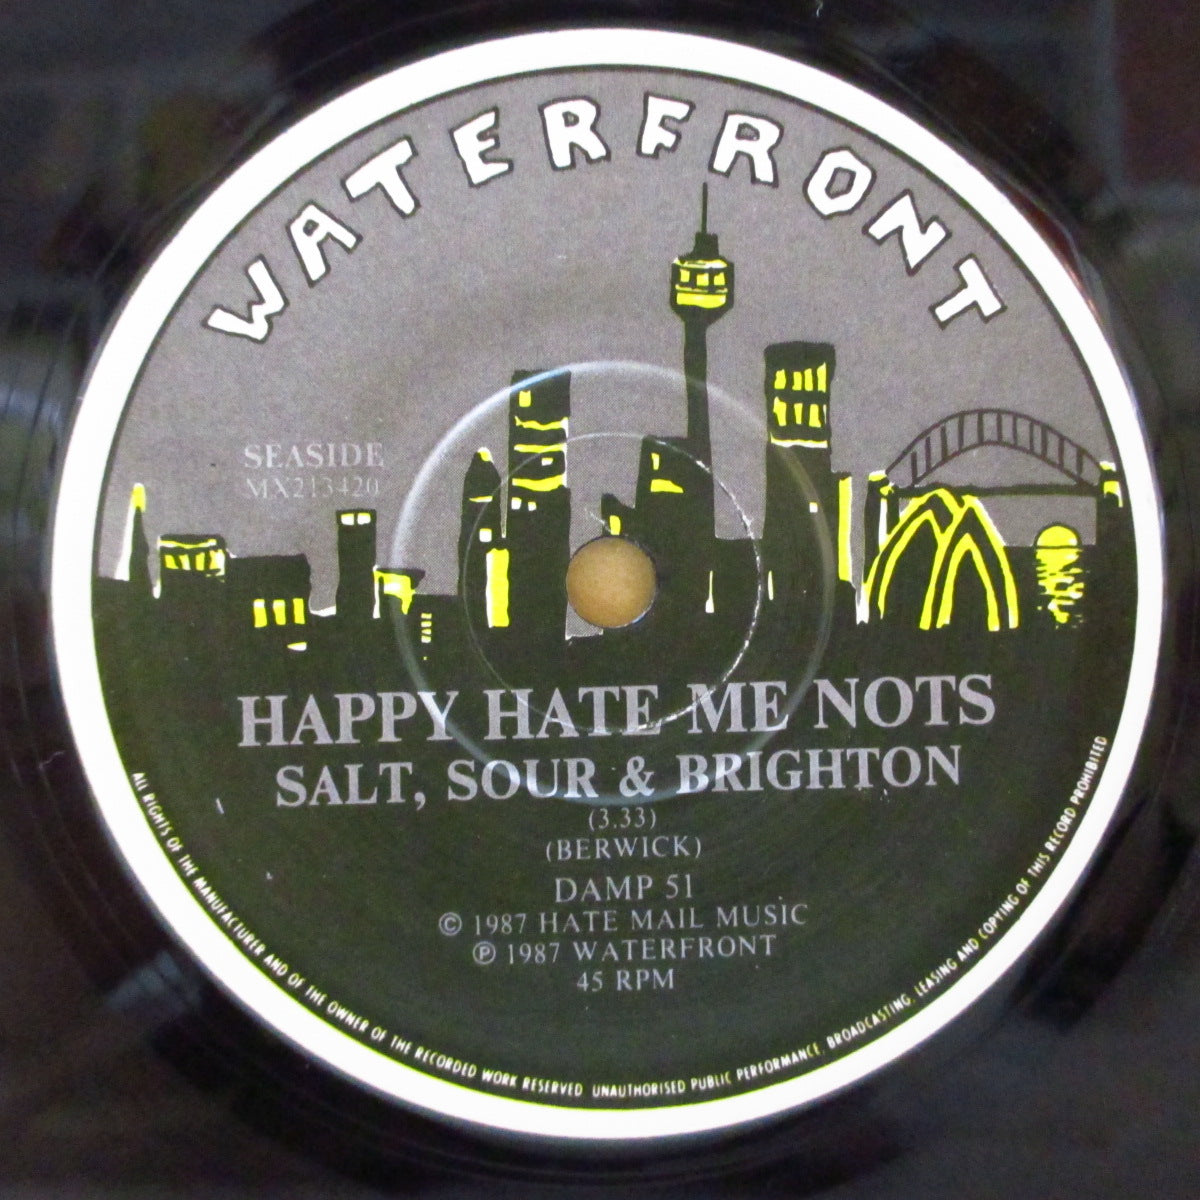 WATERFRONT
SEASIDE
MX213420
HAPPY HATE ME NOTS
SALT, SOUR & BRIGHTON
(3.33)
(BERWICK)
DAMP 51
© 1987 HATE MAIL MUSIC
℗ 1987 WATERFRONT
45 RPM
ALL RIGHTS OF THE MANUFACTURER AND OF THE OWNER OF THE RECORDED WORK RESERVED. UNAUTHORISED PUBLIC PERFORMANCE, BROADCASTING, LEASING AND COPYING OF THIS RECORD PROHIBITED